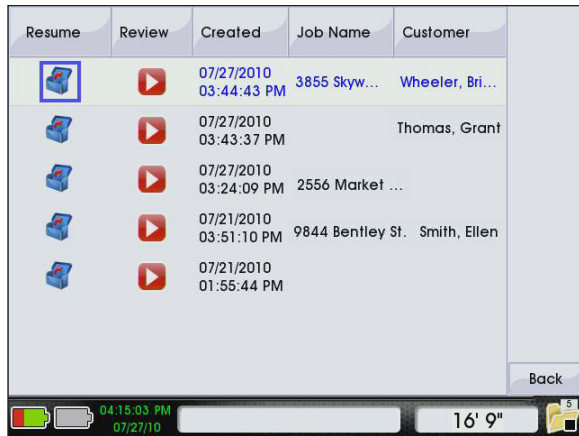 Resume Review Created Job Name Customer
07/27/2010
03:44:43 PM 3855 Skyw... Wheeler, Bri...
07/27/2010
03:43:37 PM Thomas, Grant
07/27/2010
03:24:09 PM 2556 Market ...
07/21/2010
03:51:10 PM 9844 Bentley St. Smith, Ellen
07/21/2010
01:55:44 PM
Back
04:15:03 PM
07/27/10
16' 9"
5